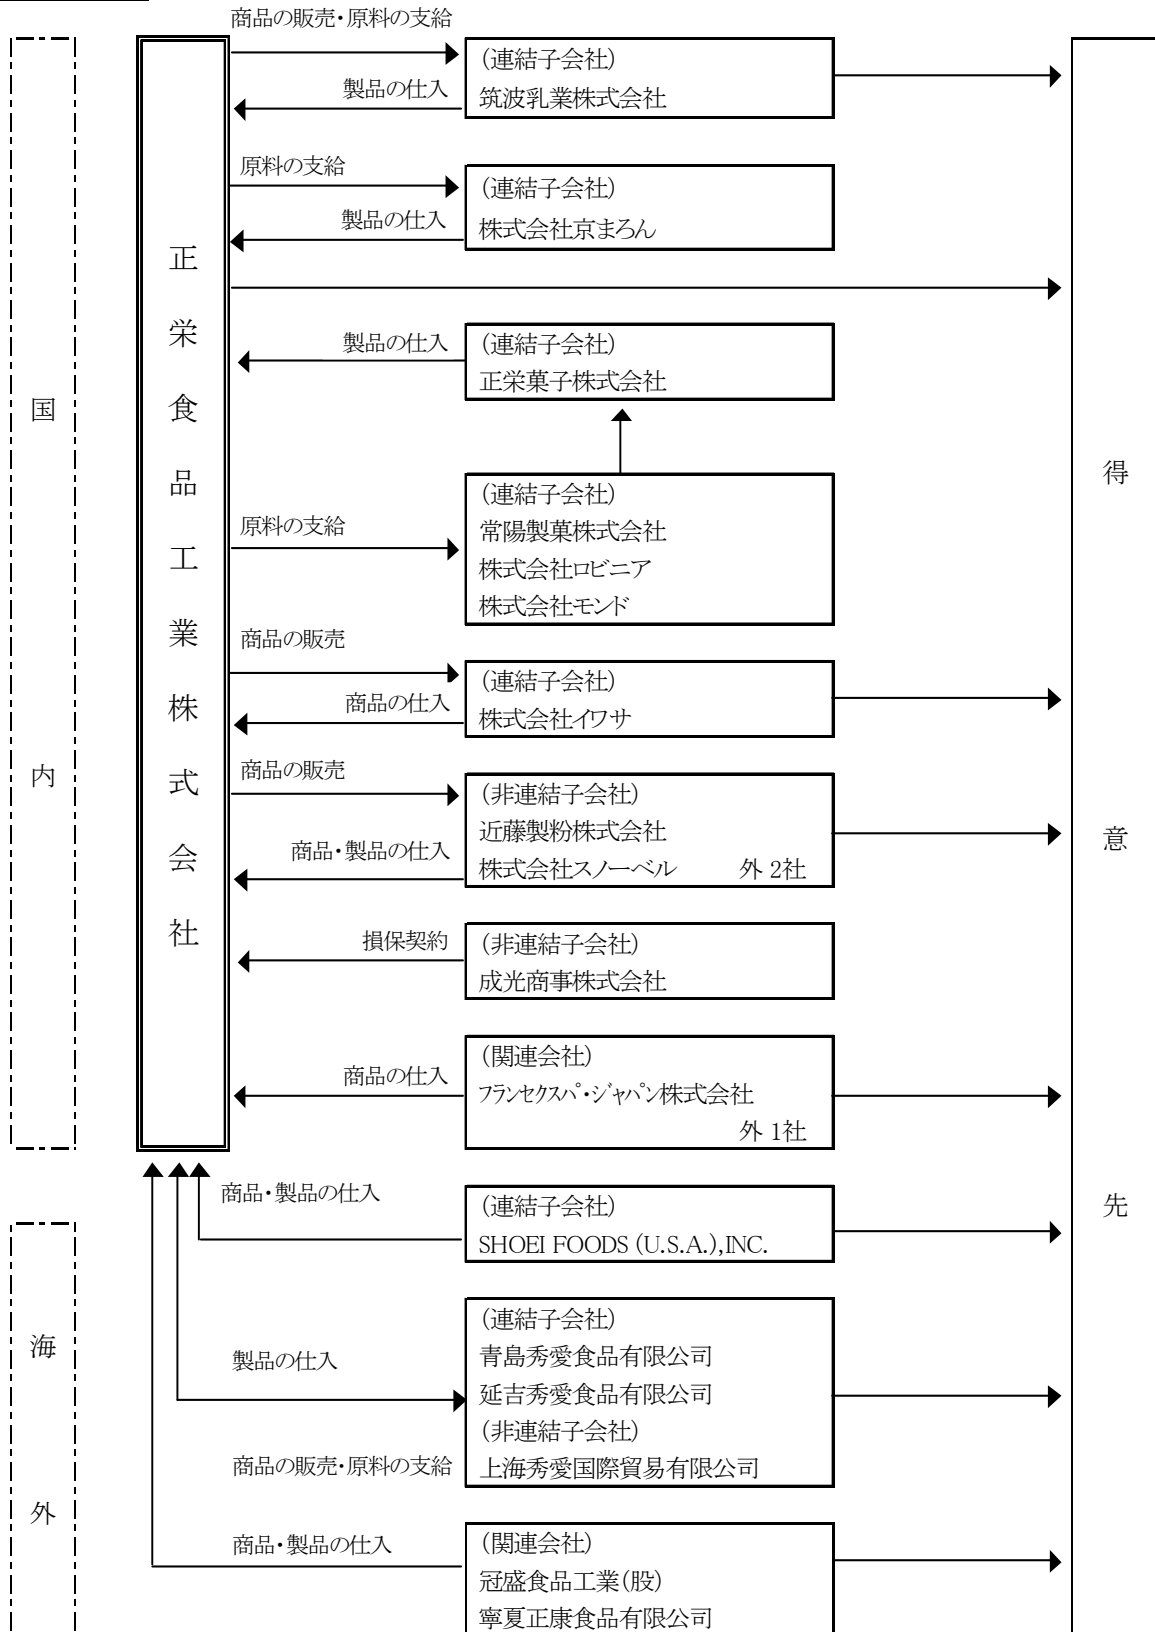 商品の販売・原料の支給
(連結子会社)
筑波乳業株式会社
製品の仕入
原料の支給
(連結子会社)
株式会社京まろん
製品の仕入
正栄食品工業株式会社
国内
得意先
製品の仕入
(連結子会社)
正栄菓子株式会社
原料の支給
(連結子会社)
常陽製菓株式会社
株式会社ロビニア
株式会社モンド
商品の販売
(連結子会社)
株式会社イワサ
商品の仕入
商品の販売
(非連結子会社)
近藤製粉株式会社
株式会社スノーベル 外 2社
商品・製品の仕入
損保契約
(非連結子会社)
成光商事株式会社
商品の仕入
(関連会社)
フランセクスパ・ジャパン株式会社
外 1社
商品・製品の仕入
(連結子会社)
SHOEI FOODS (U.S.A.),INC.
海外
製品の仕入
(連結子会社)
青島秀愛食品有限公司
延吉秀愛食品有限公司
(非連結子会社)
上海秀愛国際貿易有限公司
商品の販売・原料の支給
商品・製品の仕入
(関連会社)
冠盛食品工業(股)
寧夏正康食品有限公司